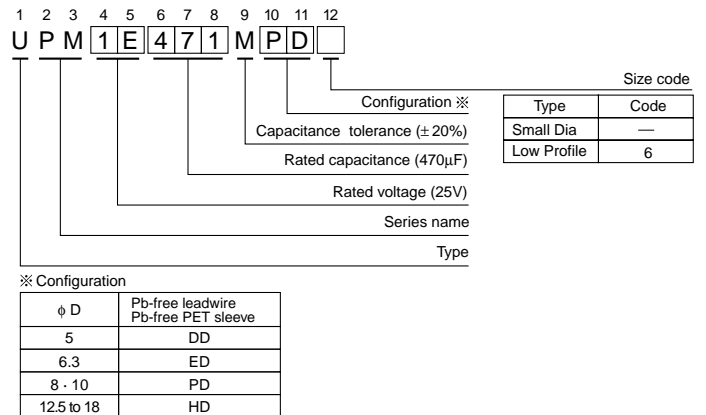 1 2 3 4 5 6 7 8 9 10 11 12
U P M 1 E 4 7 1 M P D
Size code
Configuration ※
Capacitance tolerance (±20%)
Rated capacitance (470µF)
Rated voltage (25V)
Series name
Type
Type Code
Small Dia —
Low Profile 6
※ Configuration
ϕ D Pb-free leadwire
Pb-free PET sleeve
5 DD
6.3 ED
8 · 10 PD
12.5 to 18 HD